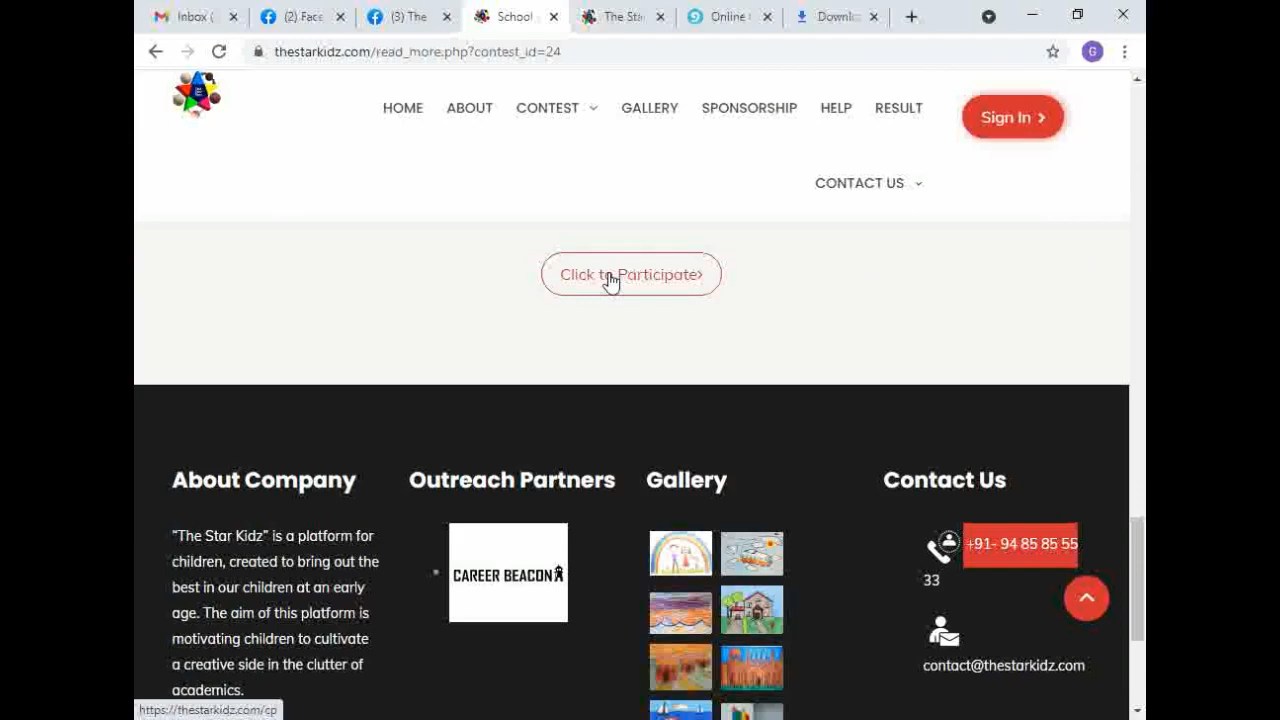 Inbox (
(2) Face
(3) The
School
The Sta
Online
Downl
thestarkidz.com/read_more.php?contest_id=24
G
HOME ABOUT CONTEST GALLERY SPONSORSHIP HELP RESULT
Sign In
CONTACT US
Click to Participate
About Company
“The Star Kidz” is a platform for
children, created to bring out the
best in our children at an early
age. The aim of this platform is
motivating children to cultivate
a creative side in the clutter of
academics.
Outreach Partners
CAREER BEACON
Gallery
Contact Us
+91- 94 85 85 55
33
contact@thestarkidz.com
https://thestarkidz.com/cp